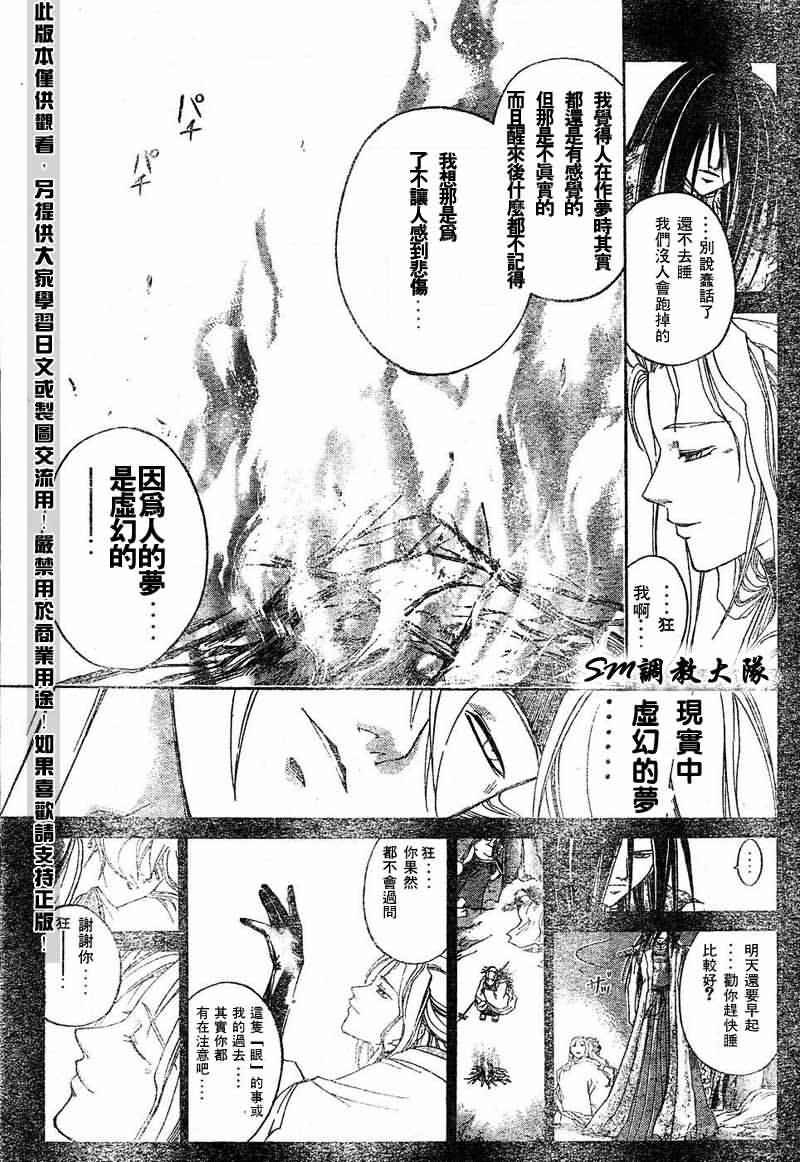 ....別說蠢話了
還不去睡
我們沒人會跑掉的
....狂
我啊....
我覺得人在作夢時其實
都還是有感覺的
但那是不真實的
而且醒來後什麼都不記得
我想那是為
了不讓人感到悲傷....
パチ
パチ
因為人的夢....
是虛幻的
SM調教大隊
現實中
虛幻的夢
......
....
明天還要早起
....勸你趕快睡
比較好?
ザッ
狂....
你果然
都不會過問
這隻「眼」的事或
我的過去....
其實你都
有在注意吧....
謝謝你....
狂
此版本僅供觀看，另提供大家學習日文或製圖交流用！嚴禁用於商業用途！如果喜歡請支持正版！